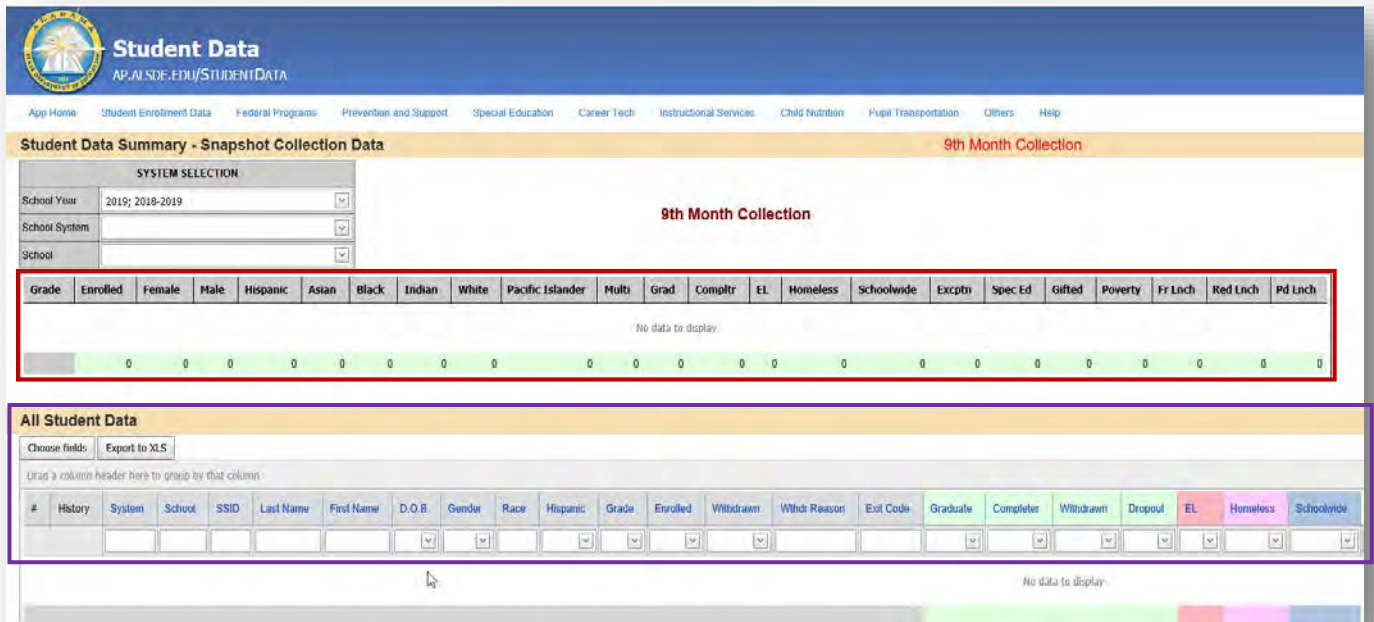 Student Data
AP.ALSDE.EDU/STUDENTDATA
App Home Student Enrollment Data Federal Programs Prevention and Support Special Education Career Tech Instructional Services Child Nutrition Pupil Transportation Others Help
Student Data Summary - Snapshot Collection Data 9th Month Collection
SYSTEM SELECTION
School Year 2019; 2018-2019
9th Month Collection
School System
School
Grade Enrolled Female Male Hispanic Asian Black Indian White Pacific Islander Multi Grad Compltr EL Homeless Schoolwide Excptn Spec Ed Gifted Poverty Fr Lnch Red Lnch Pd Lnch
No data to display
0 0 0 0 0 0 0 0 0 0 0 0 0 0 0 0 0 0 0 0 0 0
All Student Data
Choose fields Export to XLS
Drag a column header here to group by that column
# History System School SSID Last Name First Name D.O.B. Gender Race Hispanic Grade Enrolled Withdrawn Wthdr Reason Exit Code Graduate Completer Withdrawn Dropout EL Homeless Schoolwide
No data to display